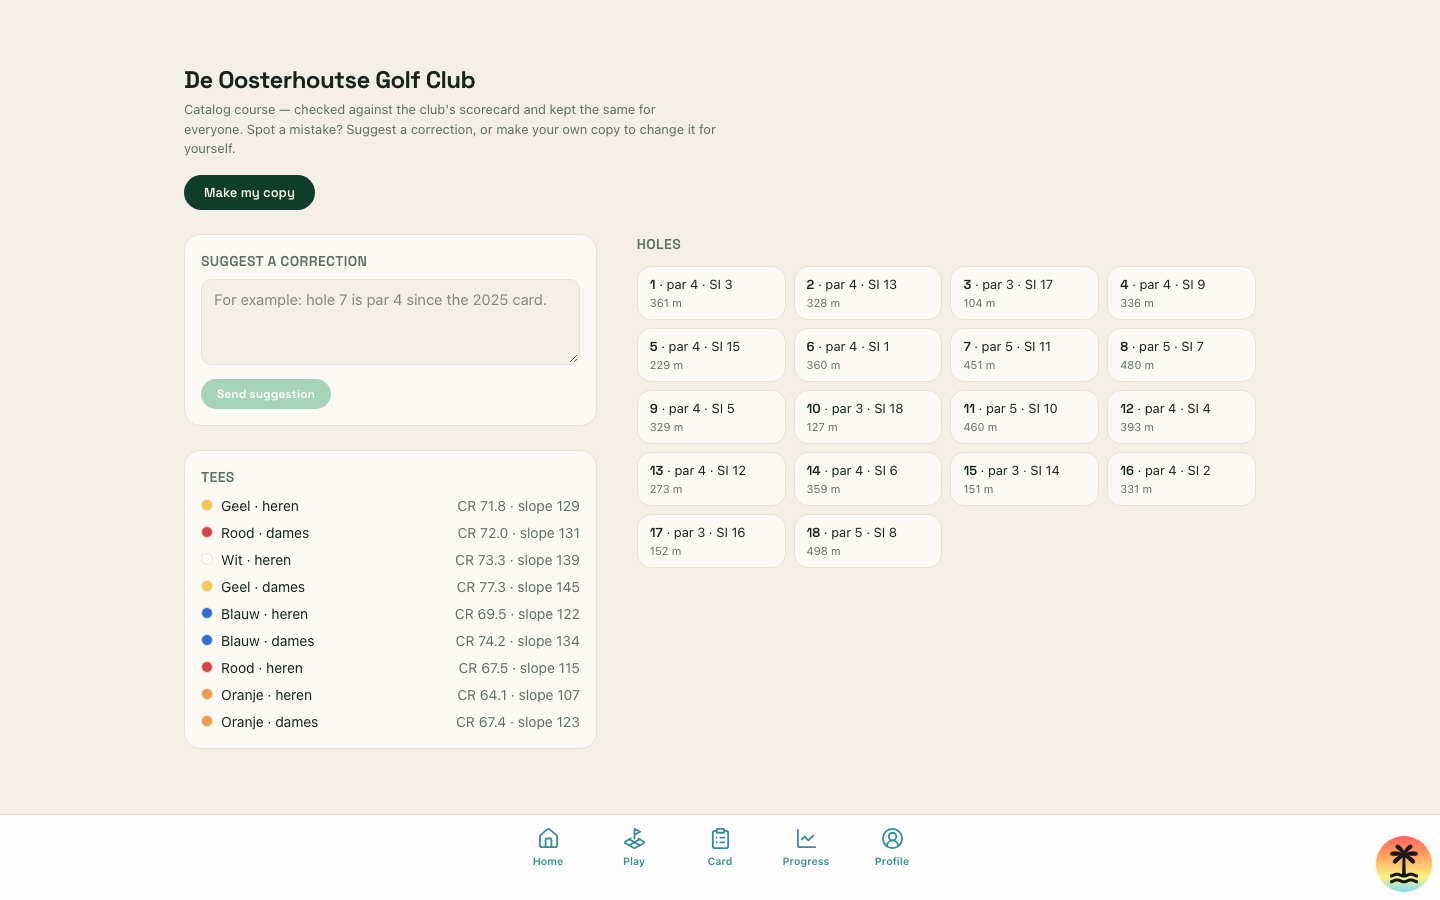 De Oosterhoutse Golf Club
Catalog course — checked against the club's scorecard and kept the same for
everyone. Spot a mistake? Suggest a correction, or make your own copy to change it for
yourself.
Make my copy
SUGGEST A CORRECTION
For example: hole 7 is par 4 since the 2025 card.
Send suggestion
TEES
Geel · heren CR 71.8 · slope 129
Rood · dames CR 72.0 · slope 131
Wit · heren CR 73.3 · slope 139
Geel · dames CR 77.3 · slope 145
Blauw · heren CR 69.5 · slope 122
Blauw · dames CR 74.2 · slope 134
Rood · heren CR 67.5 · slope 115
Oranje · heren CR 64.1 · slope 107
Oranje · dames CR 67.4 · slope 123
HOLES
1 · par 4 · SI 3
361 m
2 · par 4 · SI 13
328 m
3 · par 3 · SI 17
104 m
4 · par 4 · SI 9
336 m
5 · par 4 · SI 15
229 m
6 · par 4 · SI 1
360 m
7 · par 5 · SI 11
451 m
8 · par 5 · SI 7
480 m
9 · par 4 · SI 5
329 m
10 · par 3 · SI 18
127 m
11 · par 5 · SI 10
460 m
12 · par 4 · SI 4
393 m
13 · par 4 · SI 12
273 m
14 · par 4 · SI 6
359 m
15 · par 3 · SI 14
151 m
16 · par 4 · SI 2
331 m
17 · par 3 · SI 16
152 m
18 · par 5 · SI 8
498 m
Home
Play
Card
Progress
Profile